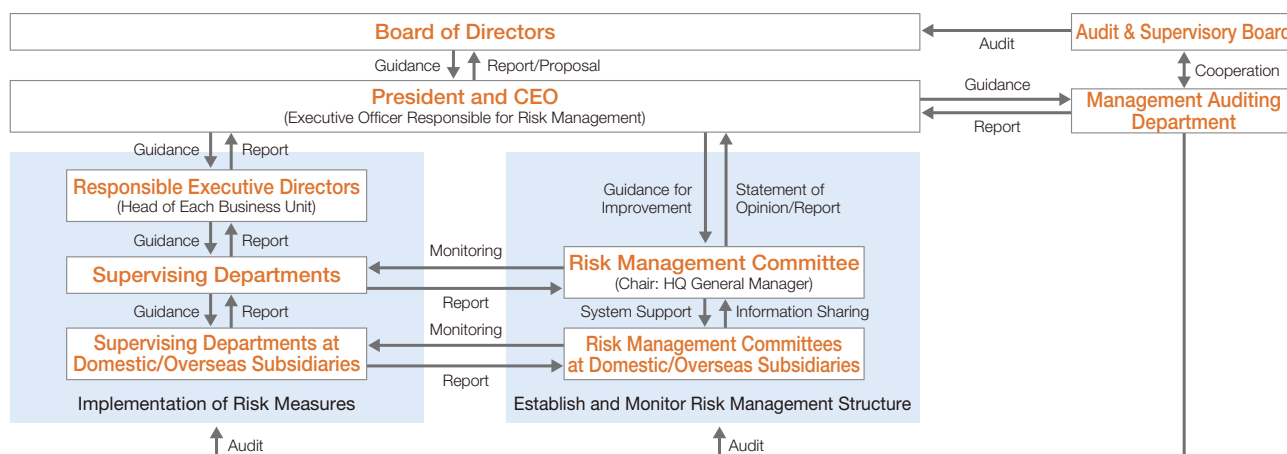 Board of Directors
Audit
Audit & Supervisory Board
Guidance
Report/Proposal
Cooperation
President and CEO
(Executive Officer Responsible for Risk Management)
Guidance
Report
Management Auditing
Department
Guidance
Report
Responsible Executive Directors
(Head of Each Business Unit)
Guidance for
Improvement
Statement of
Opinion/Report
Guidance
Report
Supervising Departments
Monitoring
Report
Risk Management Committee
(Chair: HQ General Manager)
Guidance
Report
System Support
Information Sharing
Supervising Departments at
Domestic/Overseas Subsidiaries
Monitoring
Report
Risk Management Committees
at Domestic/Overseas Subsidiaries
Implementation of Risk Measures
Establish and Monitor Risk Management Structure
Audit
Audit